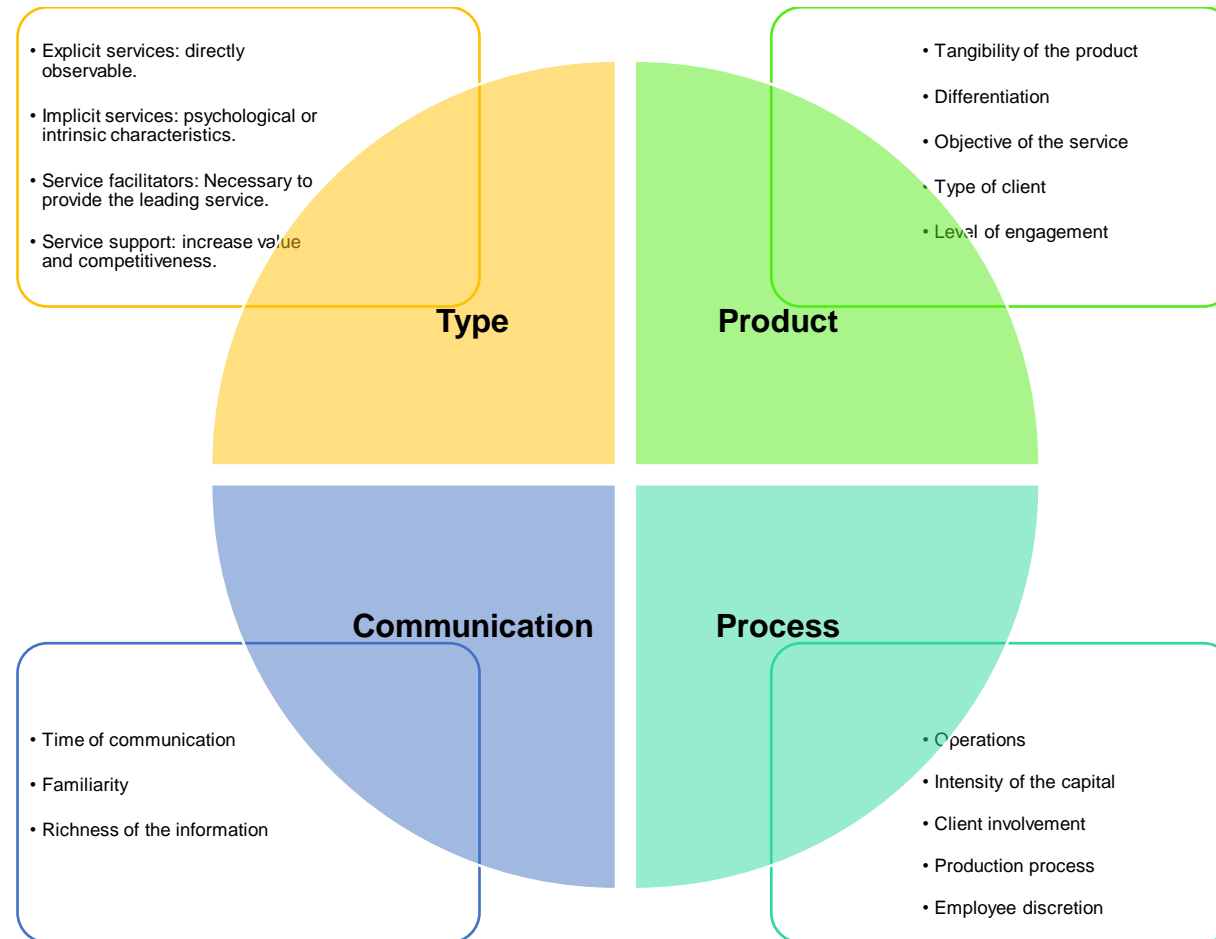 • Explicit services: directly
observable.
• Implicit services: psychological or
intrinsic characteristics.
• Service facilitators: Necessary to
provide the leading service.
• Service support: increase value
and competitiveness.
• Tangibility of the product
• Differentiation
• Objective of the service
• Type of client
• Level of engagement
Type
Product
Communication
Process
• Time of communication
• Familiarity
• Richness of the information
• Operations
• Intensity of the capital
• Client involvement
• Production process
• Employee discretion